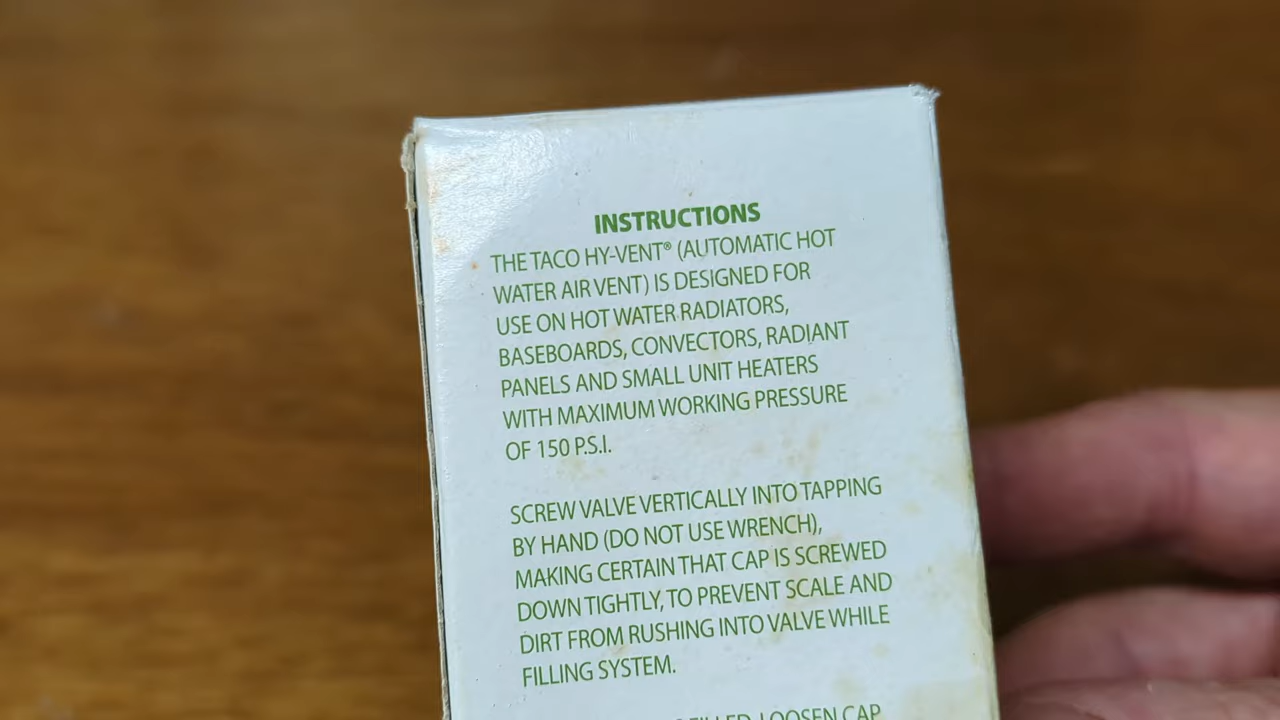 INSTRUCTIONS
THE TACO HY-VENT® (AUTOMATIC HOT
WATER AIR VENT) IS DESIGNED FOR
USE ON HOT WATER RADIATORS,
BASEBOARDS, CONVECTORS, RADIANT
PANELS AND SMALL UNIT HEATERS
WITH MAXIMUM WORKING PRESSURE
OF 150 P.S.I.
SCREW VALVE VERTICALLY INTO TAPPING
BY HAND (DO NOT USE WRENCH),
MAKING CERTAIN THAT CAP IS SCREWED
DOWN TIGHTLY, TO PREVENT SCALE AND
DIRT FROM RUSHING INTO VALVE WHILE
FILLING SYSTEM.
FILLED, LOOSEN CAP